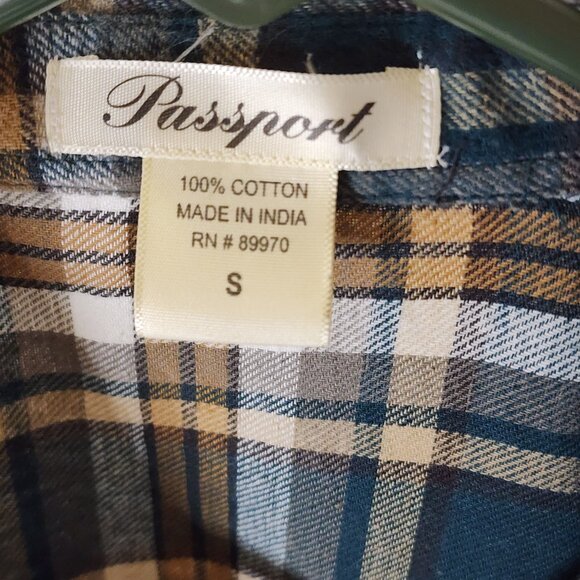 Passport
100% COTTON
MADE IN INDIA
RN # 89970
S